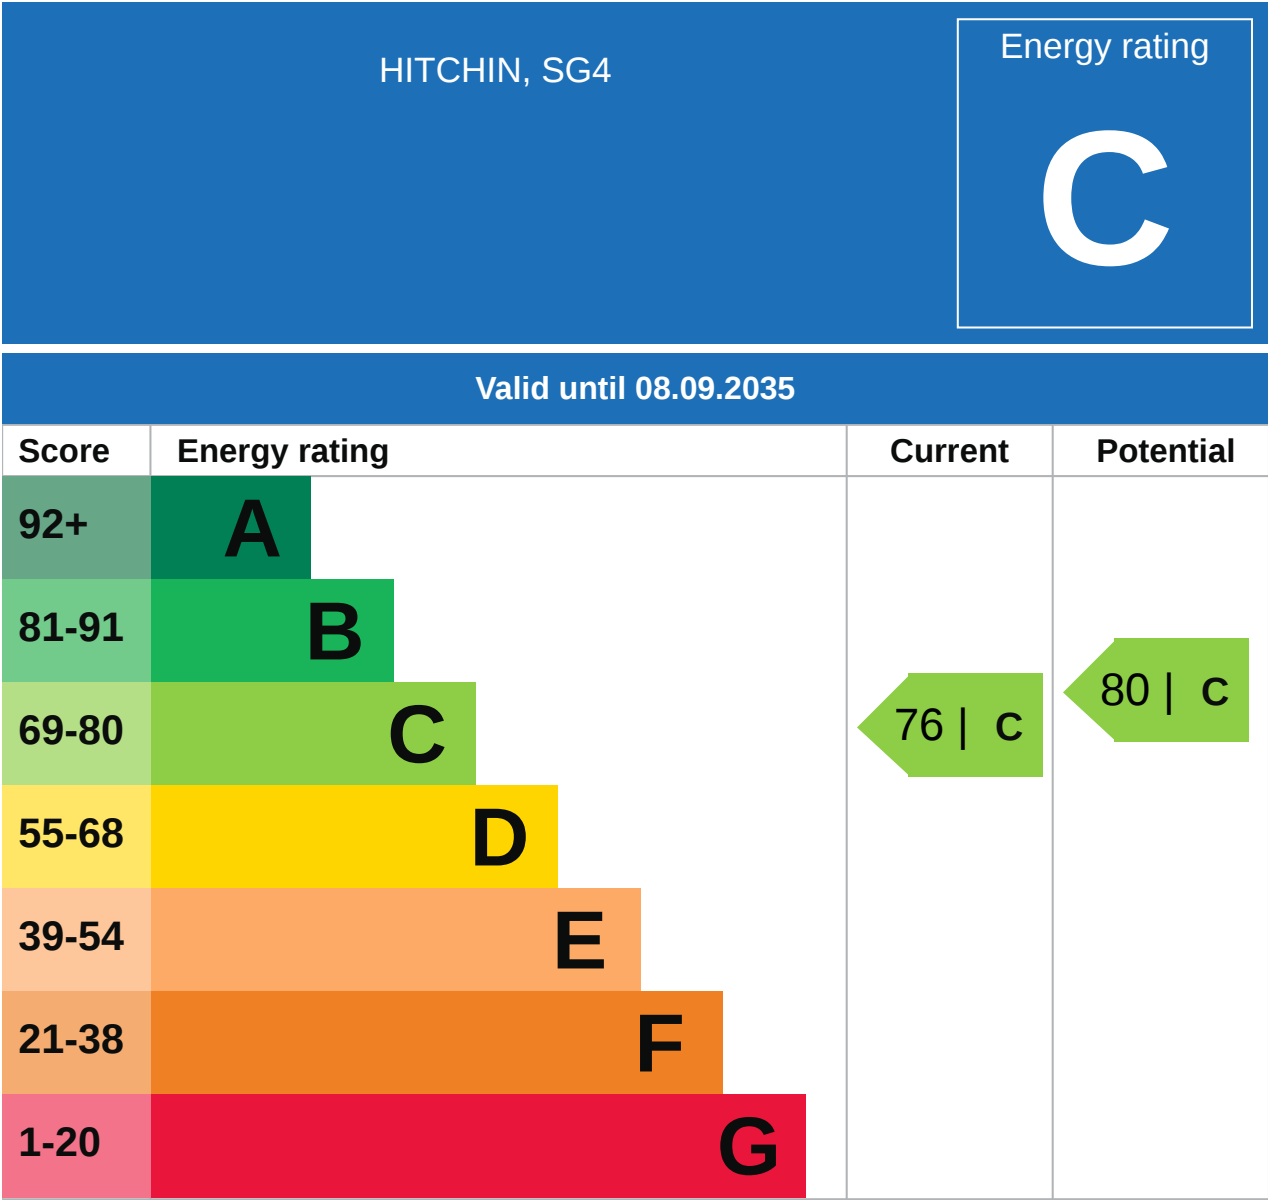 HITCHIN, SG4
Energy rating
C
Valid until 08.09.2035
Score Energy rating Current Potential
92+ A
81-91 B
69-80 C
76 | C
80 | C
55-68 D
39-54 E
21-38 F
1-20 G